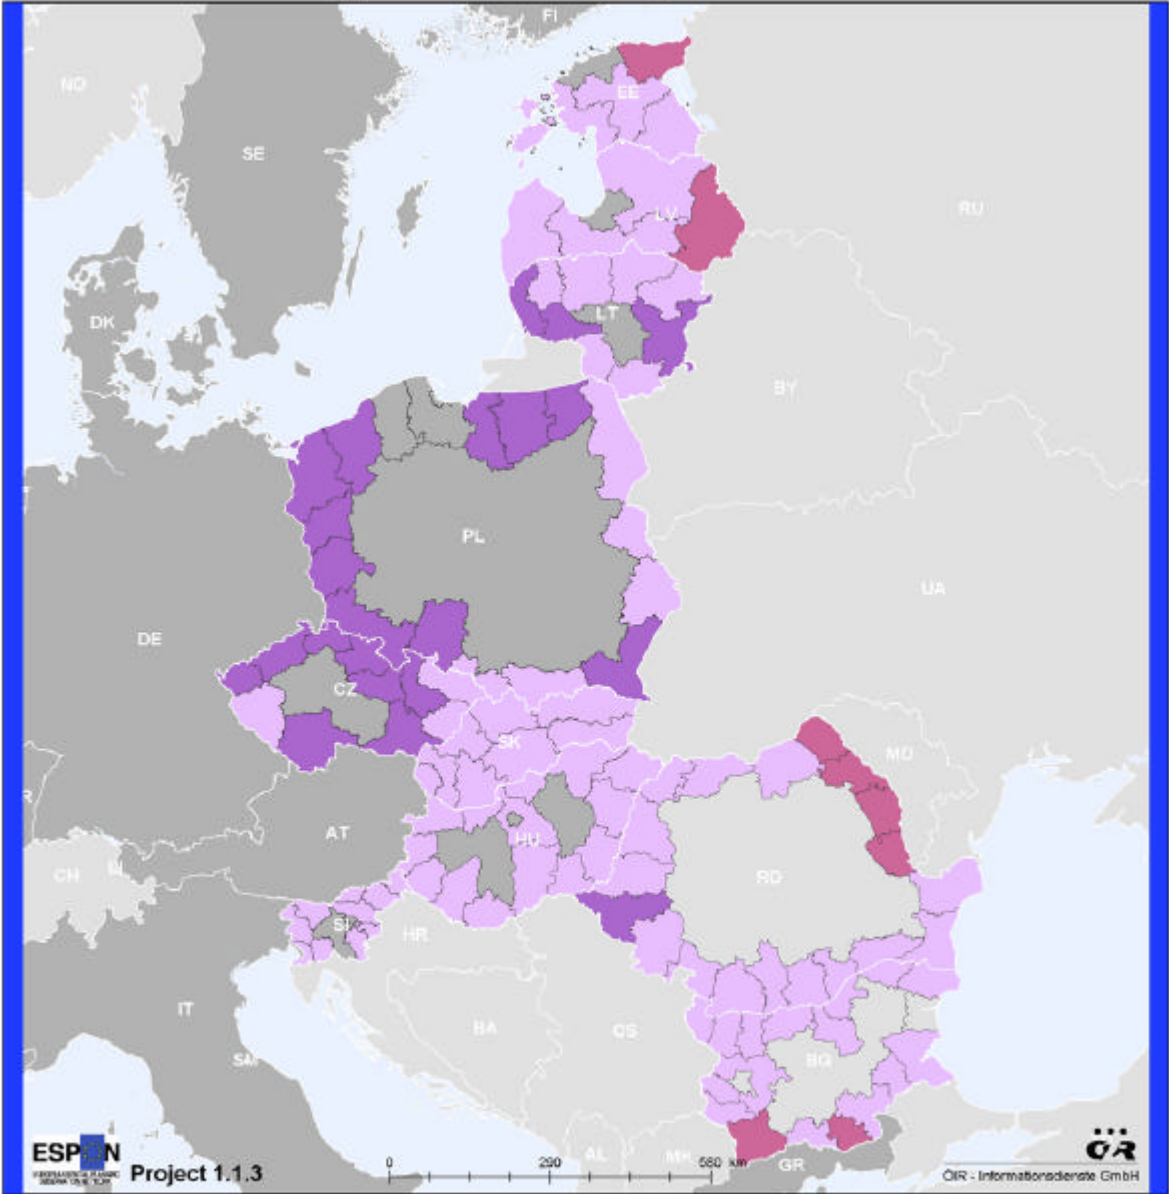 FI
NO
EE
SE
RU
LV
DK
LT
BY
PL
UA
DE
CZ
SK
MD
AT
HU
CH
RO
SI
HR
IT
BA
CS
SM
BG
AL
MK
GR
ESPON
Project 1.1.3
0 290 580 km
ÖIR
ÖIR - Informationsdienste GmbH